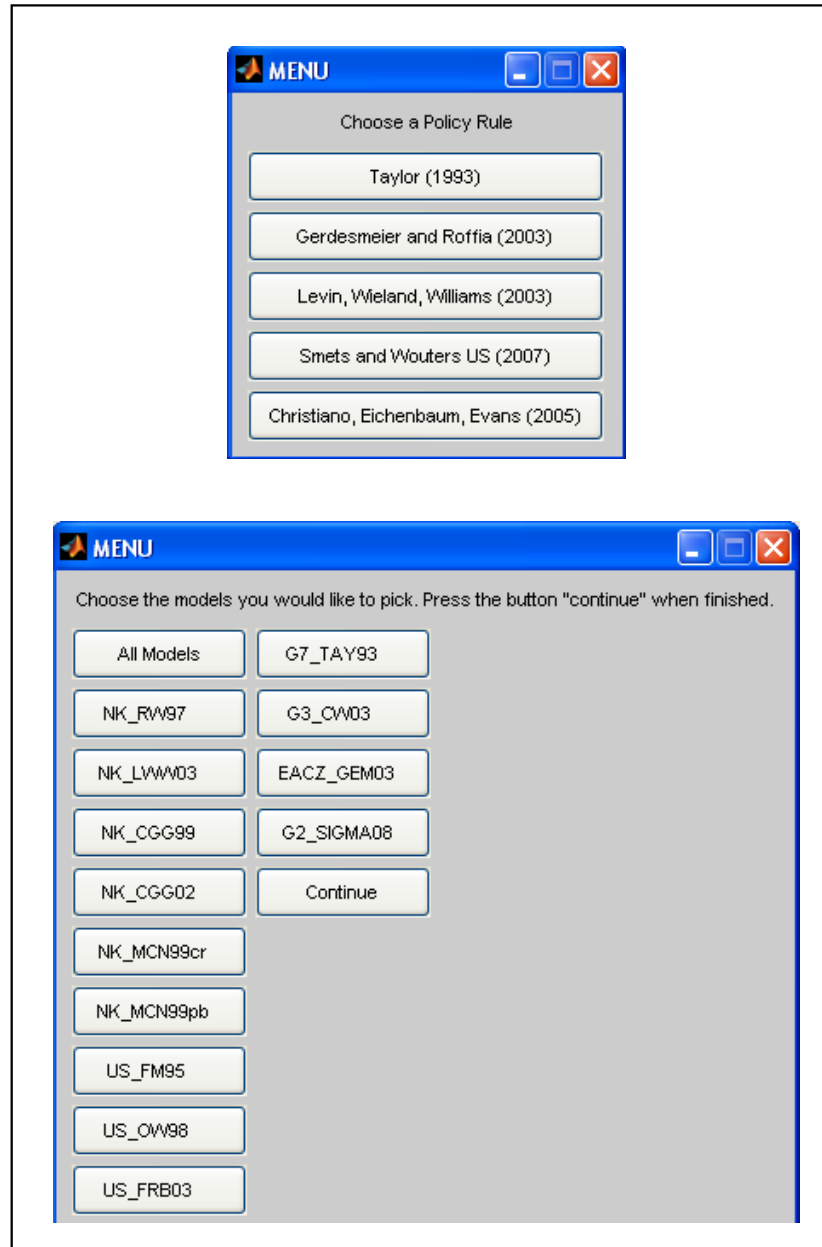 MENU
Choose a Policy Rule
Taylor (1993)
Gerdesmeier and Roffia (2003)
Levin, Wieland, Williams (2003)
Smets and Wouters US (2007)
Christiano, Eichenbaum, Evans (2005)
MENU
Choose the models you would like to pick. Press the button "continue" when finished.
All Models
NK_RW97
NK_LWW03
NK_CGG99
NK_CGG02
NK_MCN99cr
NK_MCN99pb
US_FM95
US_OW98
US_FRB03
G7_TAY93
G3_CW03
EACZ_GEM03
G2_SIGMA08
Continue